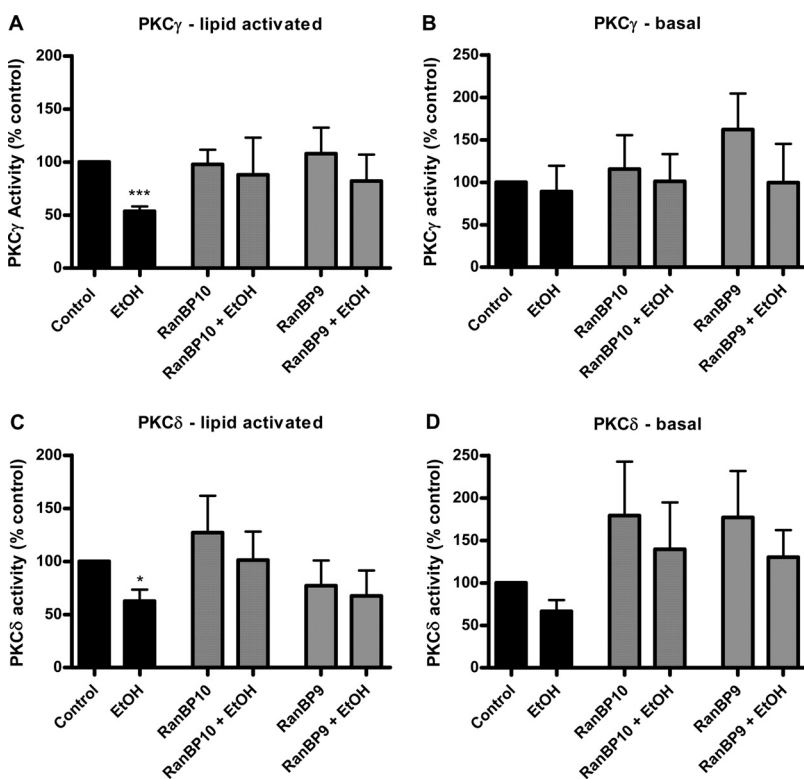 A
PKCγ - lipid activated
PKCγ Activity (% control)
200
150
100
50
0
***
Control
EtOH
RanBP10
RanBP10 + EtOH
RanBP9
RanBP9 + EtOH
B
PKCγ - basal
PKCγ activity (% control)
250
200
150
100
50
0
Control
EtOH
RanBP10
RanBP10 + EtOH
RanBP9
RanBP9 + EtOH
C
PKCδ - lipid activated
PKCδ activity (% control)
200
150
100
50
0
*
Control
EtOH
RanBP10
RanBP10 + EtOH
RanBP9
RanBP9 + EtOH
D
PKCδ - basal
PKCδ activity (% control)
250
200
150
100
50
0
Control
EtOH
RanBP10
RanBP10 + EtOH
RanBP9
RanBP9 + EtOH